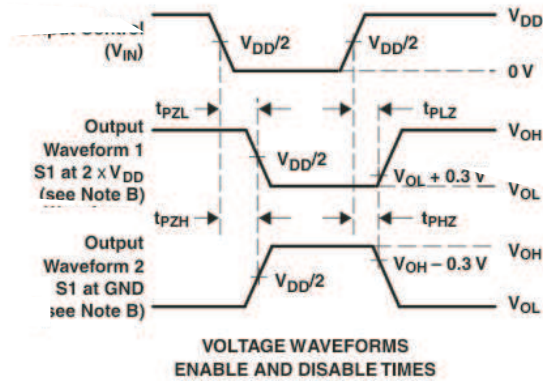 VDD
(VIN)
VDD/2
VDD/2
0 V
tPZL
tPLZ
Output
Waveform 1
S1 at 2 x VDD
(see Note B)
VOH
VDD/2
VOL + 0.3 V
VOL
tPZH
tPHZ
Output
Waveform 2
S1 at GND
see Note B)
VOH
VOH – 0.3 V
VDD/2
VOL
VOLTAGE WAVEFORMS
ENABLE AND DISABLE TIMES